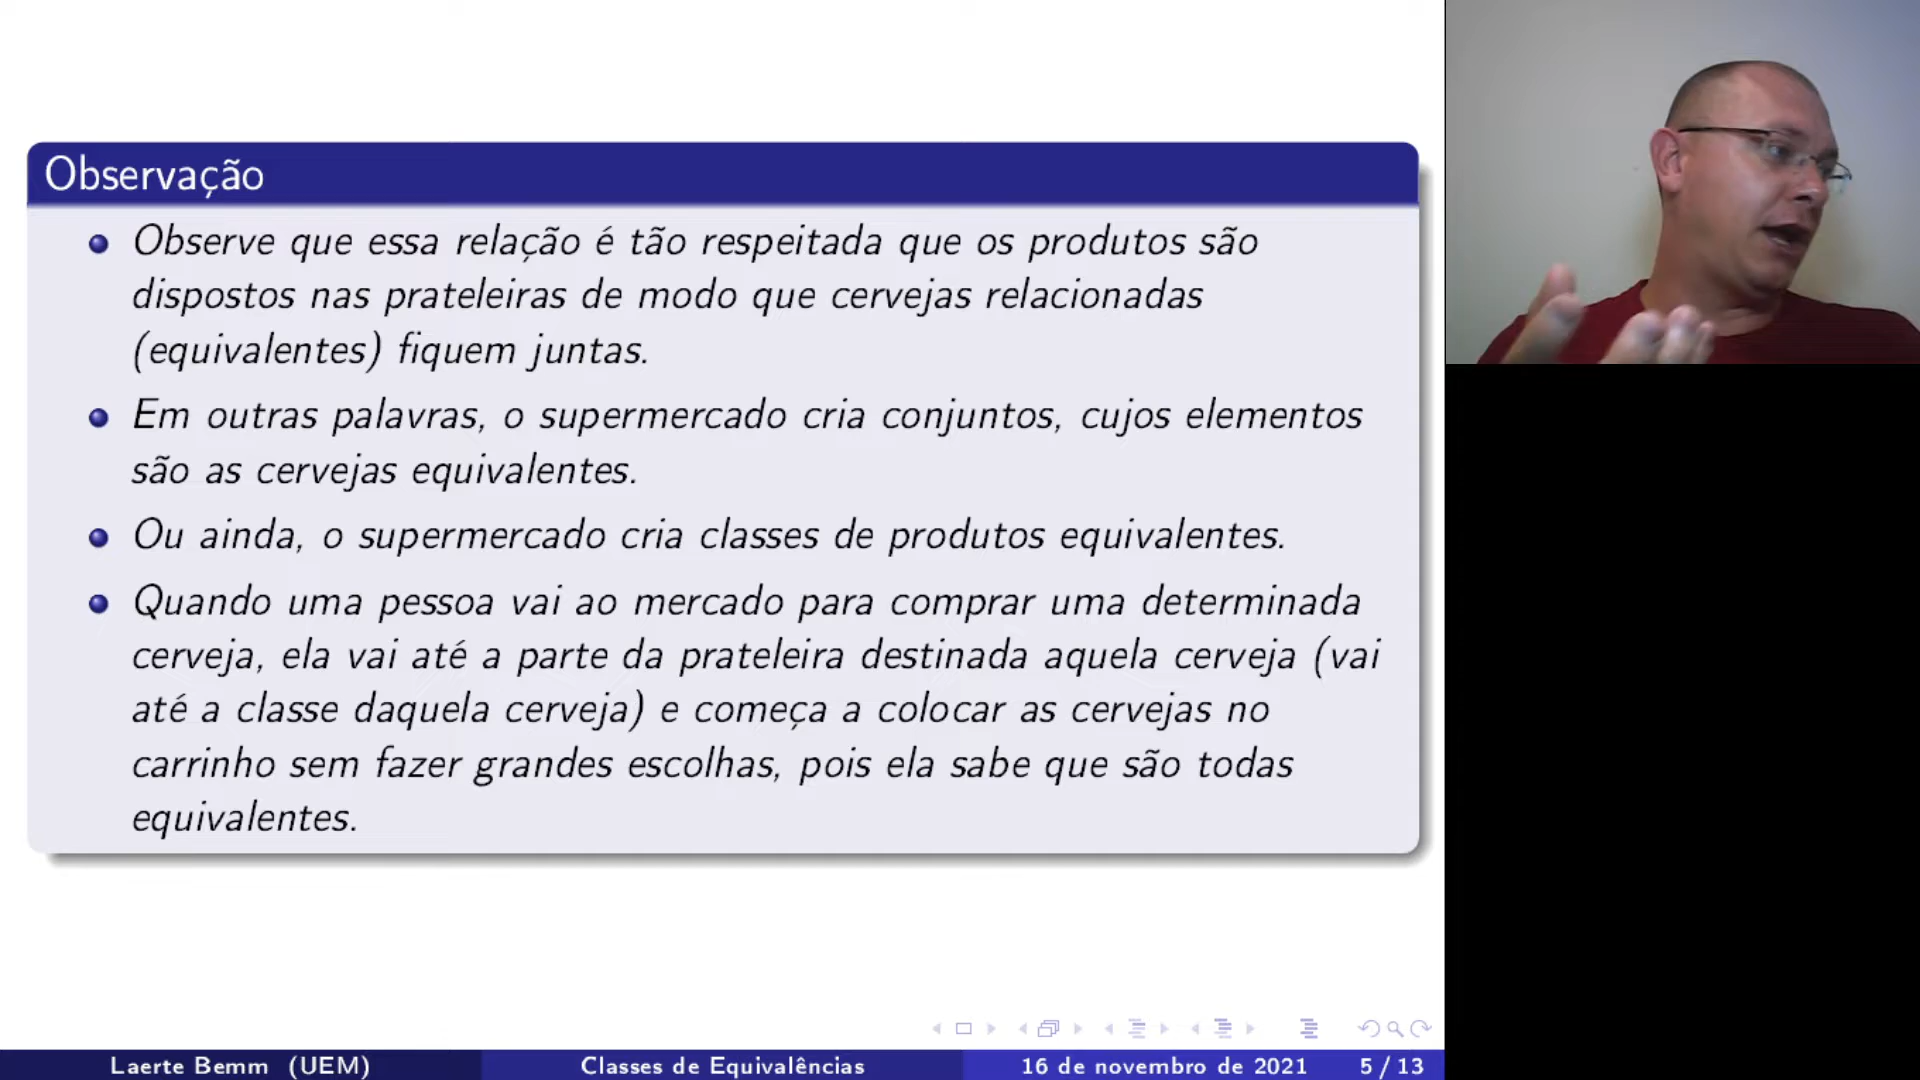 Observação
Observe que essa relação é tão respeitada que os produtos são
dispostos nas prateleiras de modo que cervejas relacionadas
(equivalentes) fiquem juntas.
Em outras palavras, o supermercado cria conjuntos, cujos elementos
são as cervejas equivalentes.
Ou ainda, o supermercado cria classes de produtos equivalentes.
Quando uma pessoa vai ao mercado para comprar uma determinada
cerveja, ela vai até a parte da prateleira destinada aquela cerveja (vai
até a classe daquela cerveja) e começa a colocar as cervejas no
carrinho sem fazer grandes escolhas, pois ela sabe que são todas
equivalentes.
Laerte Bemm (UEM) Classes de Equivalências 16 de novembro de 2021 5 / 13